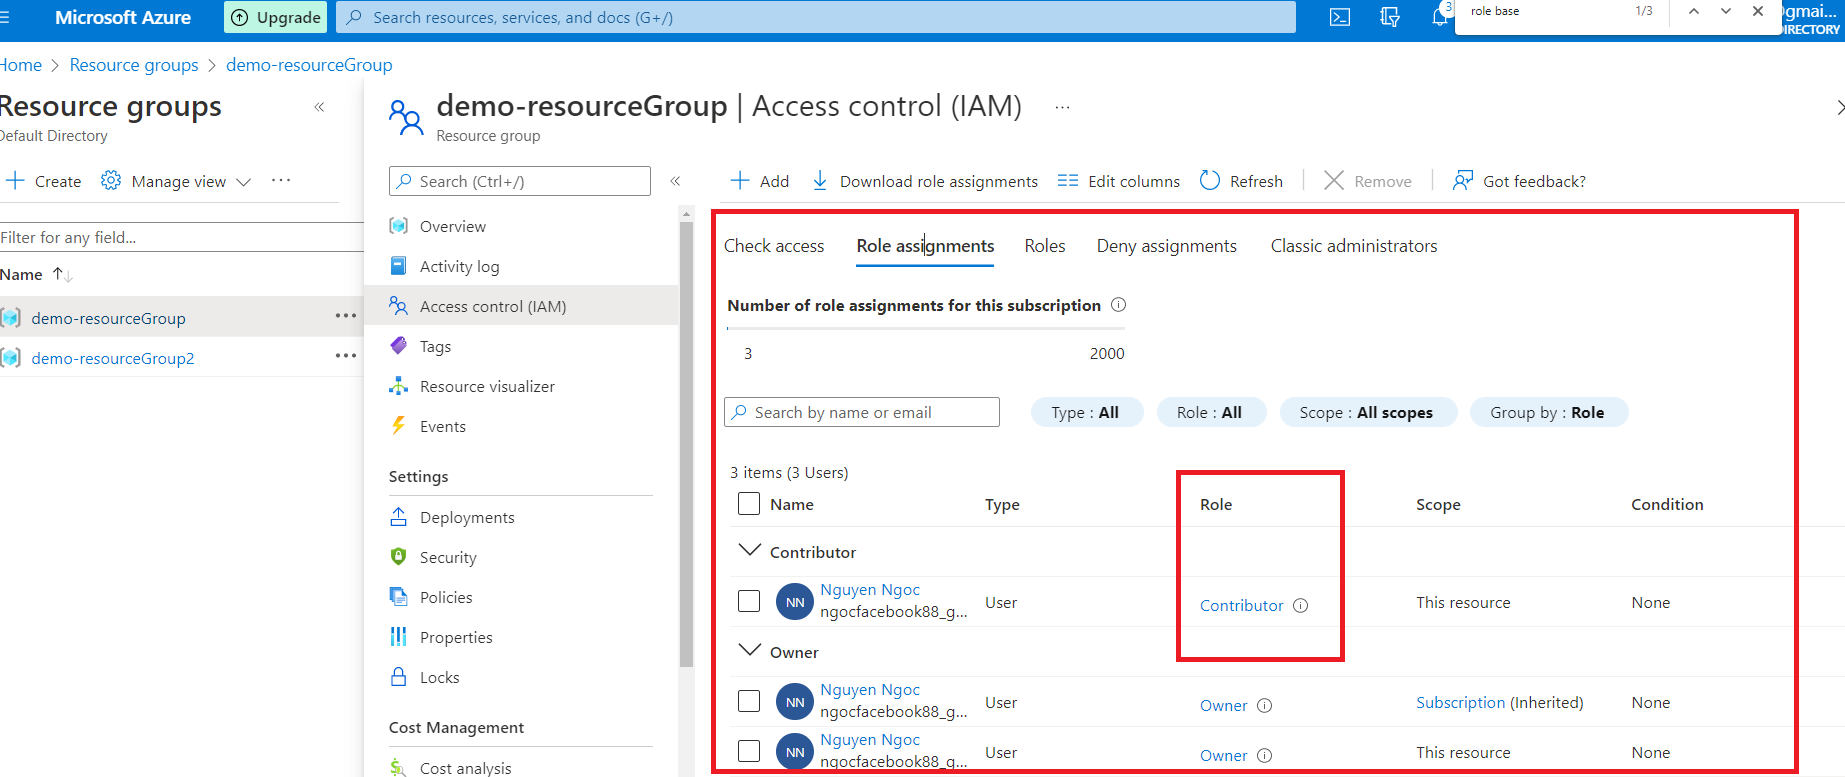 Microsoft Azure
Upgrade
Search resources, services, and docs (G+/)
3
role base 1/3
@gmai...
DIRECTORY
Home > Resource groups > demo-resourceGroup
Resource groups
Default Directory
Create Manage view ...
Filter for any field...
Name
demo-resourceGroup ...
demo-resourceGroup2 ...
demo-resourceGroup | Access control (IAM) ...
Resource group
Search (Ctrl+/)
Overview
Activity log
Access control (IAM)
Tags
Resource visualizer
Events
Settings
Deployments
Security
Policies
Properties
Locks
Cost Management
Cost analysis
Add Download role assignments Edit columns Refresh Remove Got feedback?
Check access Role assignments Roles Deny assignments Classic administrators
Number of role assignments for this subscription
3 2000
Search by name or email Type : All Role : All Scope : All scopes Group by : Role
3 items (3 Users)
Name Type Role Scope Condition
Contributor
NN Nguyen Ngoc
ngocfacebook88_g... User Contributor This resource None
Owner
NN Nguyen Ngoc
ngocfacebook88_g... User Owner Subscription (Inherited) None
NN Nguyen Ngoc
ngocfacebook88_g... User Owner This resource None